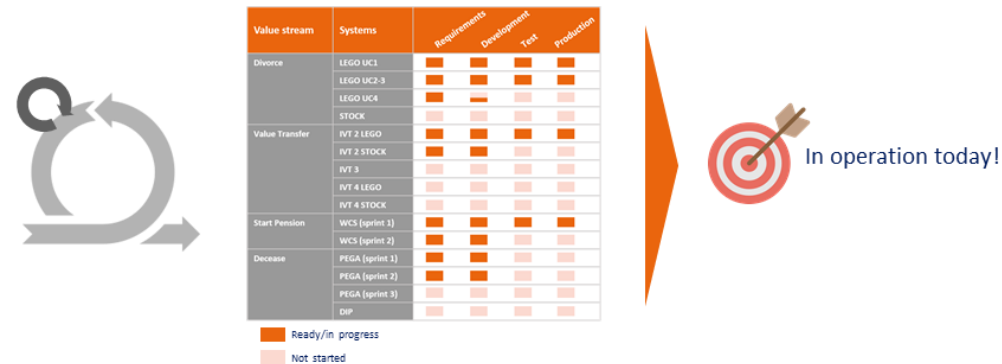 Value stream Systems Requirements Development Test Production
Divorce LEGO UC1
LEGO UC2-3
LEGO UC4
STOCK
Value Transfer IVT 2 LEGO
IVT 2 STOCK
IVT 3
IVT 4 LEGO
IVT 4 STOCK
Start Pension WCS (sprint 1)
WCS (sprint 2)
Decease PEGA (sprint 1)
PEGA (sprint 2)
PEGA (sprint 3)
DIP
Ready/in progress
Not started
In operation today!